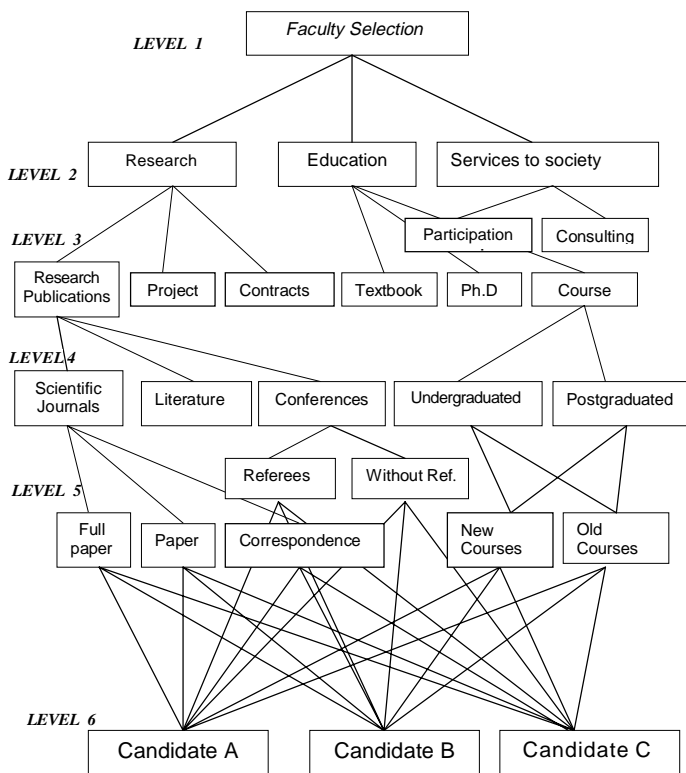 LEVEL 1
Faculty Selection
LEVEL 2
Research
Education
Services to society
LEVEL 3
Participation
Consulting
Research
Publications
Project
Contracts
Textbook
Ph.D
Course
LEVEL 4
Scientific
Journals
Literature
Conferences
Undergraduated
Postgraduated
LEVEL 5
Referees
Without Ref.
Full
paper
Paper
Correspondence
New
Courses
Old
Courses
LEVEL 6
Candidate A
Candidate B
Candidate C